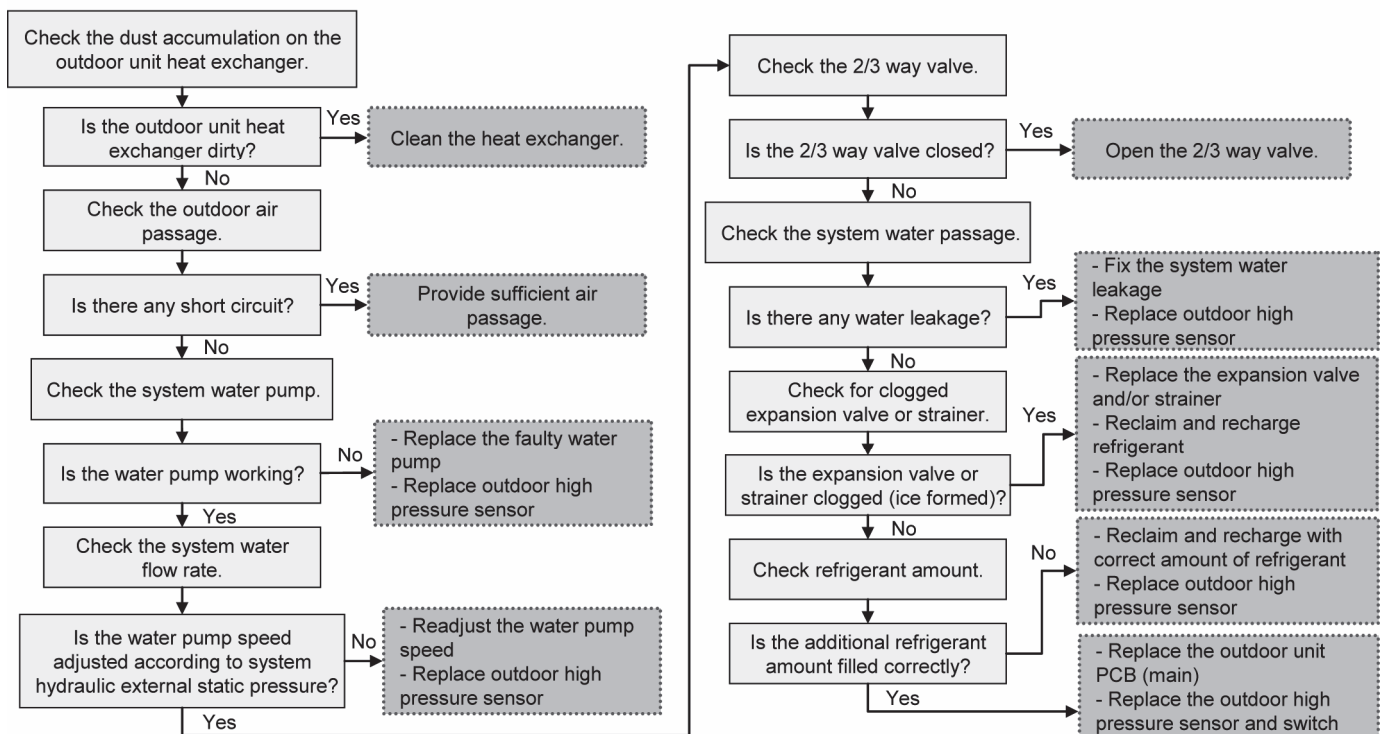 Check the dust accumulation on the
outdoor unit heat exchanger.
Is the outdoor unit heat
exchanger dirty?
Yes
Clean the heat exchanger.
No
Check the outdoor air
passage.
Is there any short circuit?
Yes
Provide sufficient air
passage.
No
Check the system water pump.
Is the water pump working?
No
- Replace the faulty water
pump
- Replace outdoor high
pressure sensor
Yes
Check the system water
flow rate.
Is the water pump speed
adjusted according to system
hydraulic external static pressure?
No
- Readjust the water pump
speed
- Replace outdoor high
pressure sensor
Yes
Check the 2/3 way valve.
Is the 2/3 way valve closed?
Yes
Open the 2/3 way valve.
No
Check the system water passage.
Is there any water leakage?
Yes
- Fix the system water
leakage
- Replace outdoor high
pressure sensor
No
Check for clogged
expansion valve or strainer.
Is the expansion valve or
strainer clogged (ice formed)?
Yes
- Replace the expansion valve
and/or strainer
- Reclaim and recharge
refrigerant
- Replace outdoor high
pressure sensor
No
Check refrigerant amount.
Is the additional refrigerant
amount filled correctly?
No
- Reclaim and recharge with
correct amount of refrigerant
- Replace outdoor high
pressure sensor
Yes
- Replace the outdoor unit
PCB (main)
- Replace the outdoor high
pressure sensor and switch